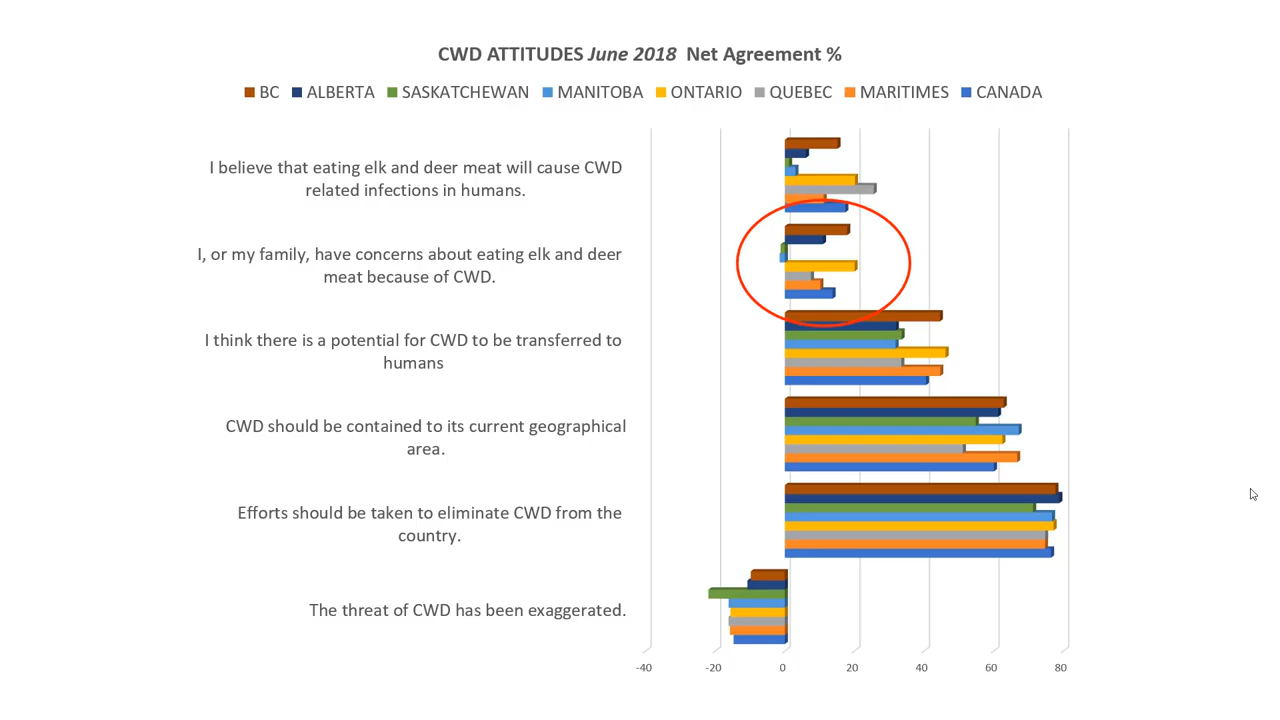 CWD ATTITUDES June 2018 Net Agreement %
BC ALBERTA SASKATCHEWAN MANITOBA ONTARIO QUEBEC MARITIMES CANADA
I believe that eating elk and deer meat will cause CWD
related infections in humans.
I, or my family, have concerns about eating elk and deer
meat because of CWD.
I think there is a potential for CWD to be transferred to
humans
CWD should be contained to its current geographical
area.
Efforts should be taken to eliminate CWD from the
country.
The threat of CWD has been exaggerated.
-40 -20 0 20 40 60 80